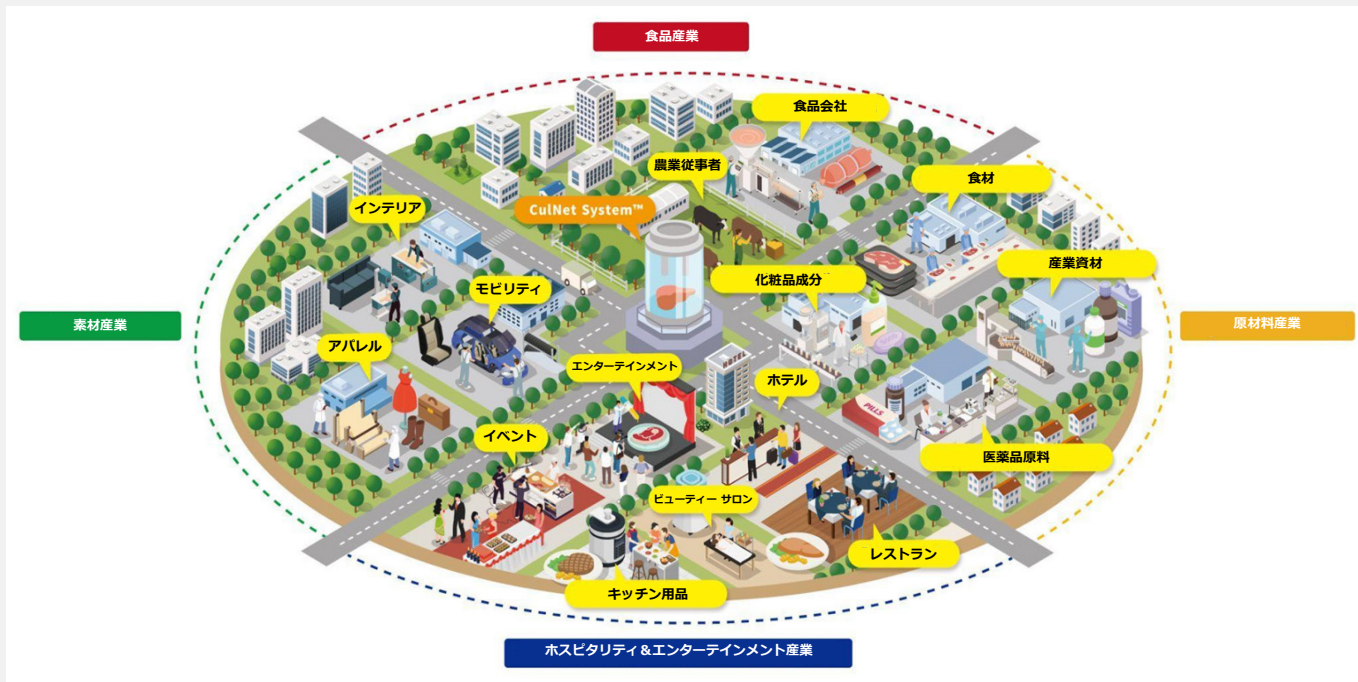 食品産業
食品会社
農業従事者
食材
インテリア
CulNet System™
産業資材
化粧品成分
モビリティ
素材産業
原材料産業
アパレル
エンターテインメント
HOTEL
ホテル
PILLS
イベント
医薬品原料
ビューティー サロン
レストラン
キッチン用品
ホスピタリティ&エンターテインメント産業